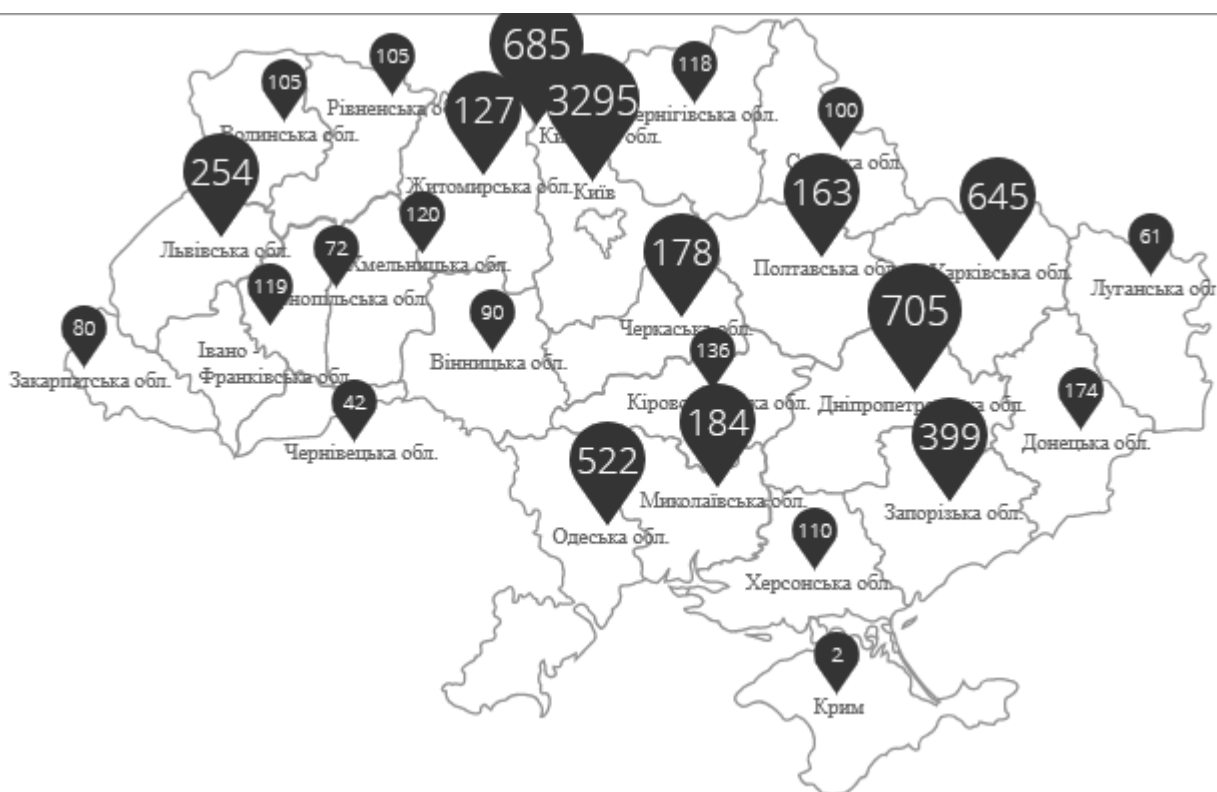 685
105
118
105
3295
127
Рівненська
100
Волинська обл.
обл.
254
обл.
Житомирська обл.
Київ
163
645
120
Львівська обл.
72
178
61
обл.
Полтавська
обл.
119
обл.
705
Луганська
80
90
Черкаська обл.
Закарпатська обл.
Івано -
Франківська обл.
Вінницька обл.
136
42
184
обл.
обл.
174
Чернівецька обл.
522
399
Донецька обл.
Миколаївська обл.
Запорізька обл.
Одеська обл.
110
Херсонська обл.
2
Крим